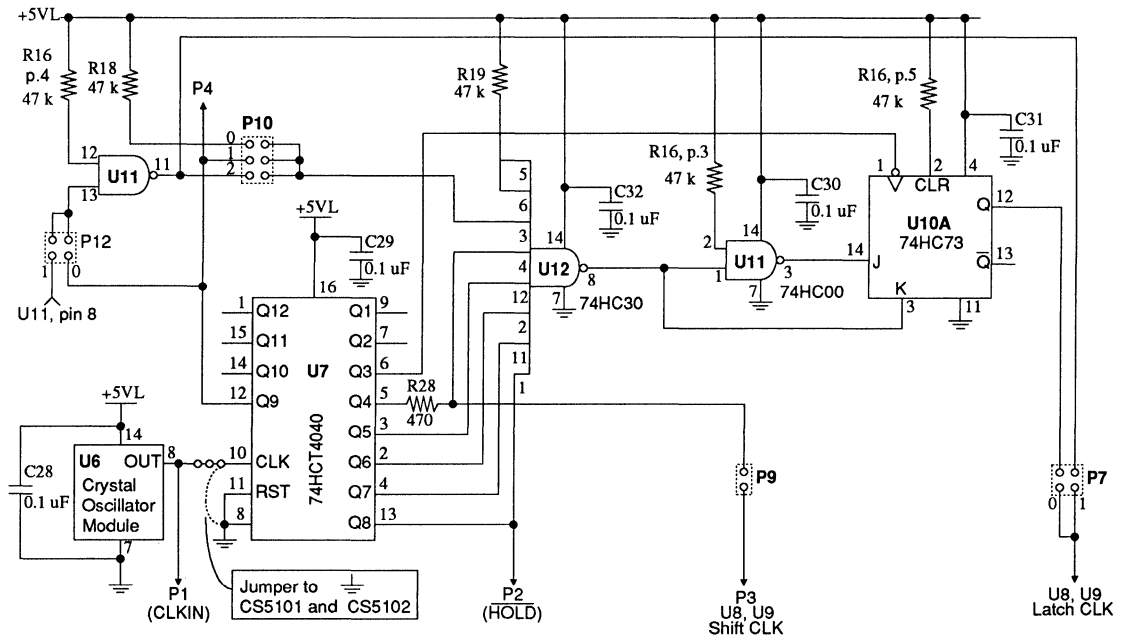 +5VL
R16
p.4
47 k
R18
47 k
P4
P10
0
1
2
12
13
U11
11
P12
1
0
U11, pin 8
R19
47 k
5
6
3
4
12
2
11
1
14
U12
8
7
74HC30
C32
0.1 uF
R16, p.3
47 k
2
1
14
U11
3
7
74HC00
C30
0.1 uF
R16, p.5
47 k
C31
0.1 uF
1
2
4
CLR
Q
12
U10A
74HC73
14
J
Q
13
K
3
11
+5VL
C29
0.1 uF
16
1
Q12
Q1
9
15
Q11
Q2
7
14
Q10
U7
Q3
6
12
Q9
Q4
5
R28
470
Q5
3
10
CLK
Q6
2
11
RST
Q7
4
8
Q8
13
74HCT4040
+5VL
14
U6
OUT
8
Crystal
Oscillator
Module
7
C28
0.1 uF
P9
P7
0
1
P1
(CLKIN)
Jumper to
CS5101 and CS5102
P2
(HOLD)
P3
U8, U9
Shift CLK
U8, U9
Latch CLK